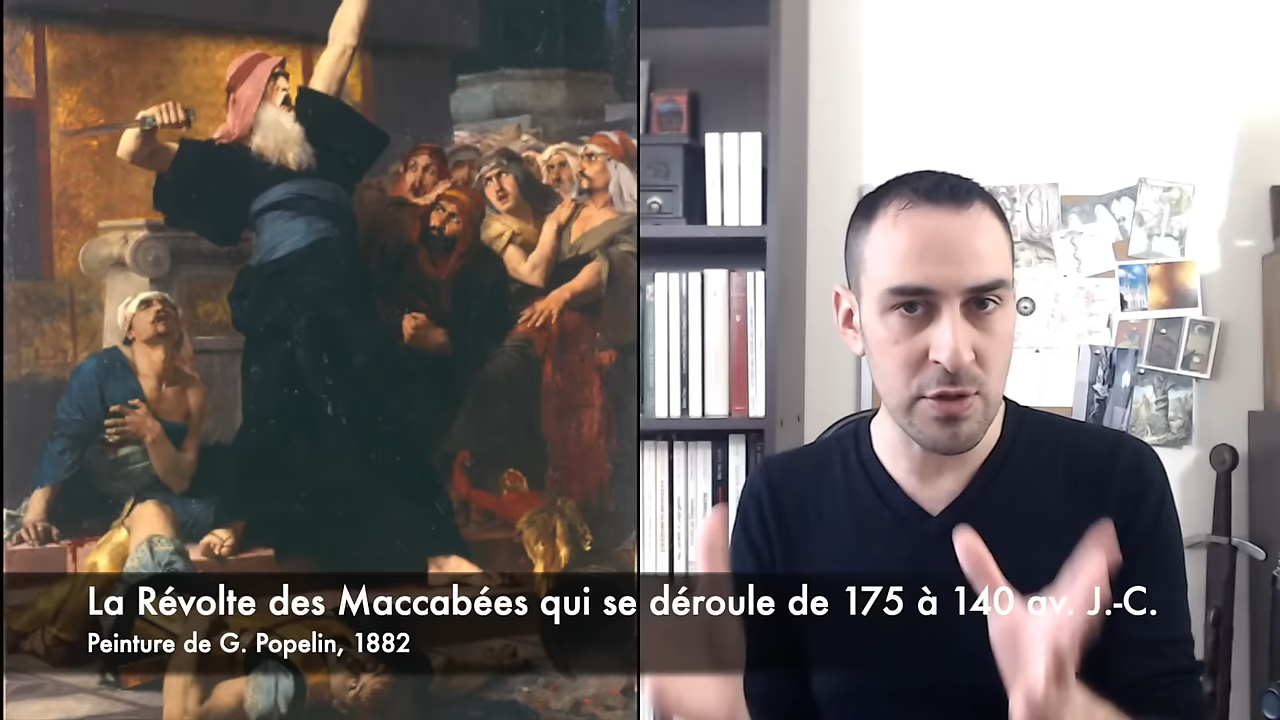 La Révolte des Maccabées qui se déroule de 175 à 140 av. J.-C.
Peinture de G. Popelin, 1882